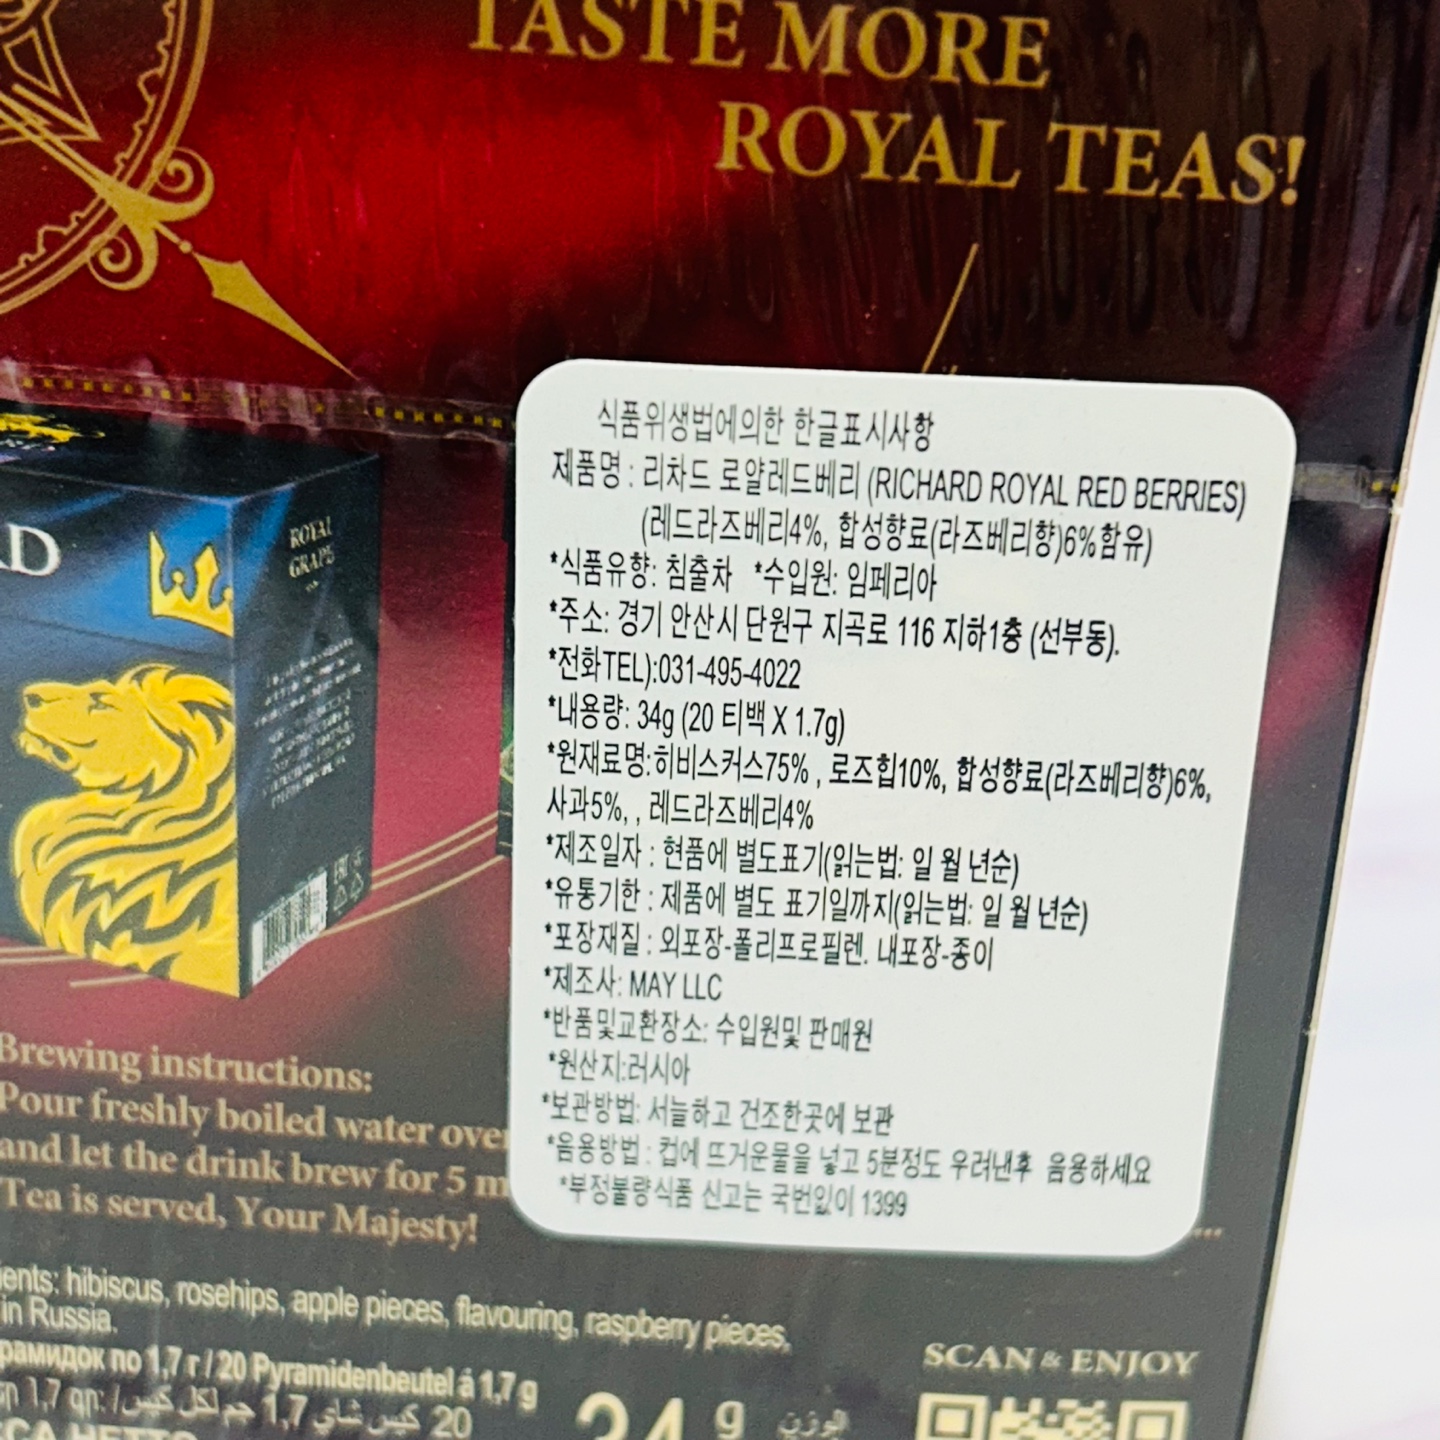 TASTE MORE
ROYAL TEAS!
ROYAL
GRAPE
식품위생법에의한 한글표시사항
제품명 : 리차드 로얄레드베리 (RICHARD ROYAL RED BERRIES)
(레드라즈베리4%, 합성향료(라즈베리향)6%함유)
*식품유향: 침출차 *수입원: 임페리아
*주소: 경기 안산시 단원구 지곡로 116 지하1층 (선부동).
*전화TEL):031-495-4022
*내용량: 34g (20 티백 X 1.7g)
*원재료명:히비스커스75% , 로즈힙10%, 합성향료(라즈베리향)6%,
사과5%, , 레드라즈베리4%
*제조일자 : 현품에 별도표기(읽는법: 일 월 년순)
*유통기한 : 제품에 별도 표기일까지(읽는법: 일 월 년순)
*포장재질 : 외포장-폴리프로필렌. 내포장-종이
*제조사: MAY LLC
*반품및교환장소: 수입원및 판매원
*원산지:러시아
*보관방법: 서늘하고 건조한곳에 보관
*음용방법 : 컵에 뜨거운물을 넣고 5분정도 우려낸후 음용하세요
*부정불량식품 신고는 국번없이 1399
Brewing instructions:
Pour freshly boiled water over
and let the drink brew for 5 m
Tea is served, Your Majesty!
ients: hibiscus, rosehips, apple pieces, flavouring, raspberry pieces,
in Russia.
рамидок по 1,7 г / 20 Pyramidenbeutel á 1,7 g
20 كيس شاي 1,7 جم لكل كيس/
34 g الوزن
SCAN & ENJOY